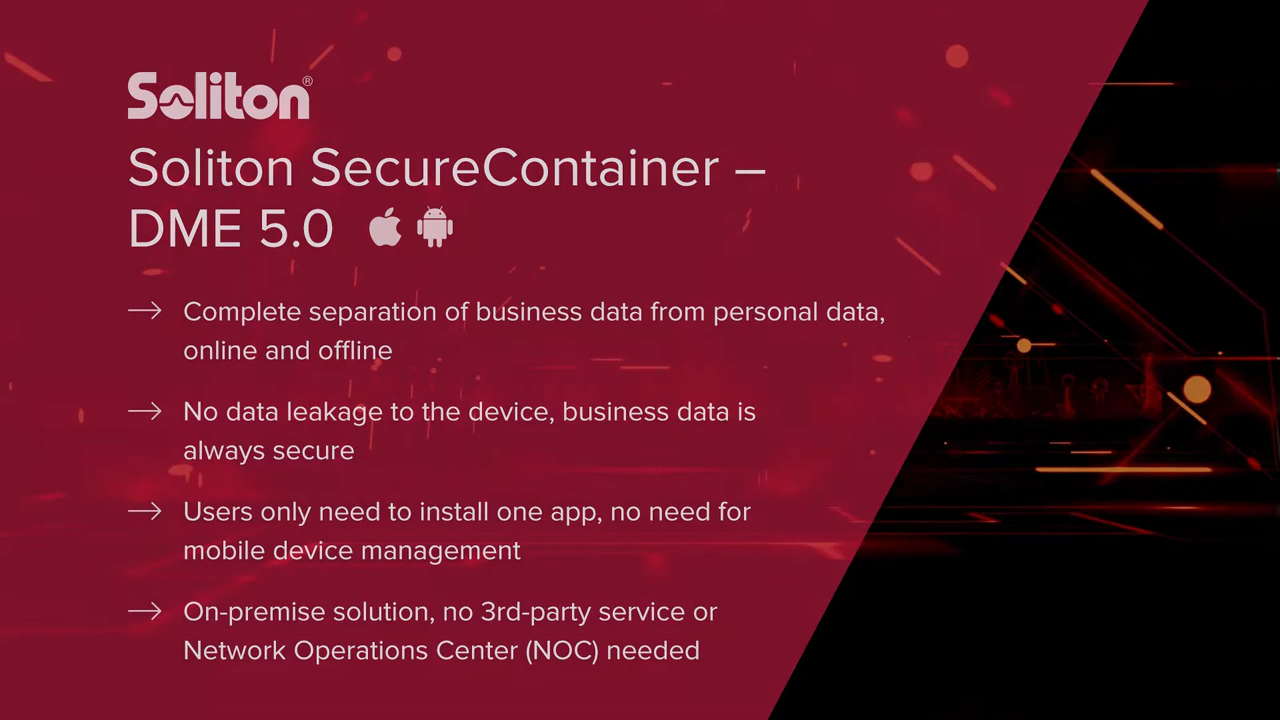 Soliton®
Soliton SecureContainer –
DME 5.0
→ Complete separation of business data from personal data,
online and offline
→ No data leakage to the device, business data is
always secure
→ Users only need to install one app, no need for
mobile device management
→ On-premise solution, no 3rd-party service or
Network Operations Center (NOC) needed